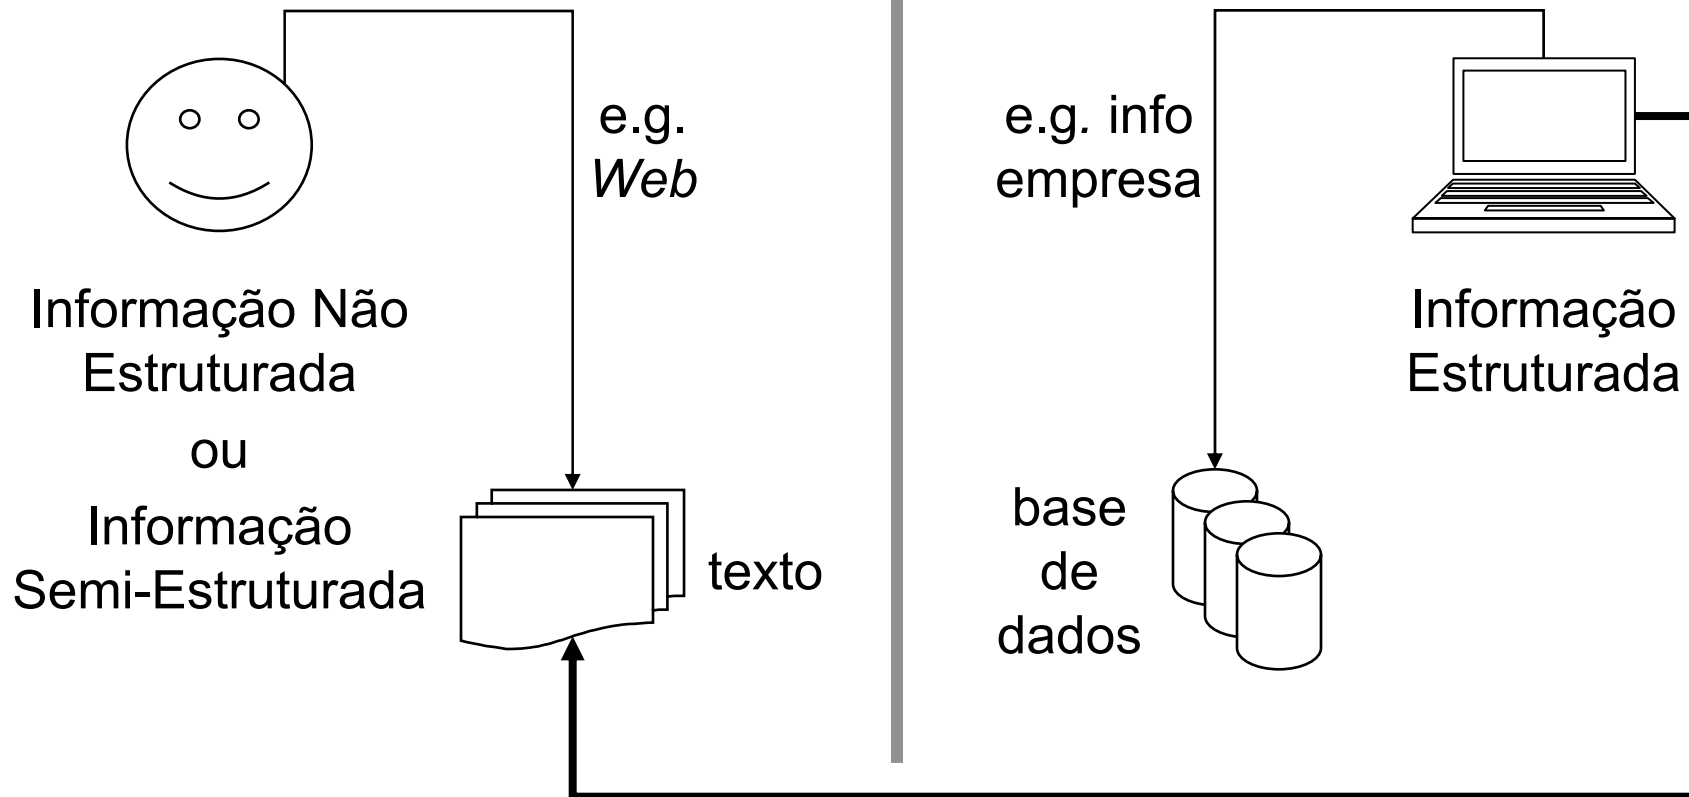 e.g.
Web
Informação Não
Estruturada
ou
Informação
Semi-Estruturada
texto
e.g. info
empresa
Informação
Estruturada
base
de
dados